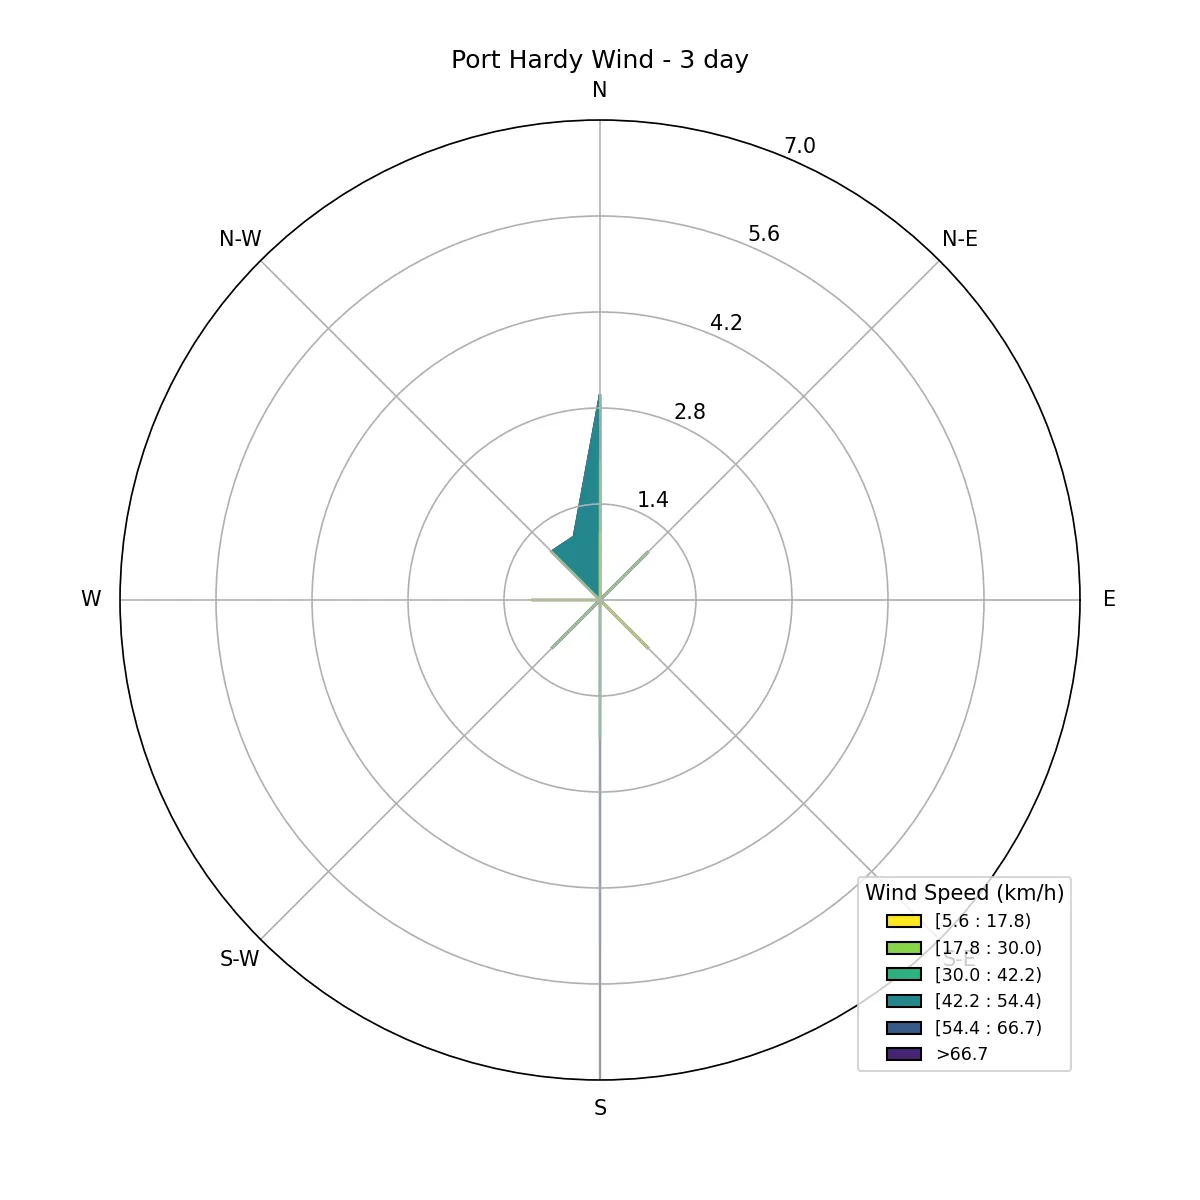 Port Hardy Wind - 3 day
N
7.0
N-W
N-E
5.6
4.2
2.8
1.4
W
E
Wind Speed (km/h)
[5.6 : 17.8)
[17.8 : 30.0)
[30.0 : 42.2)
[42.2 : 54.4)
[54.4 : 66.7)
>66.7
S-W
S-E
S